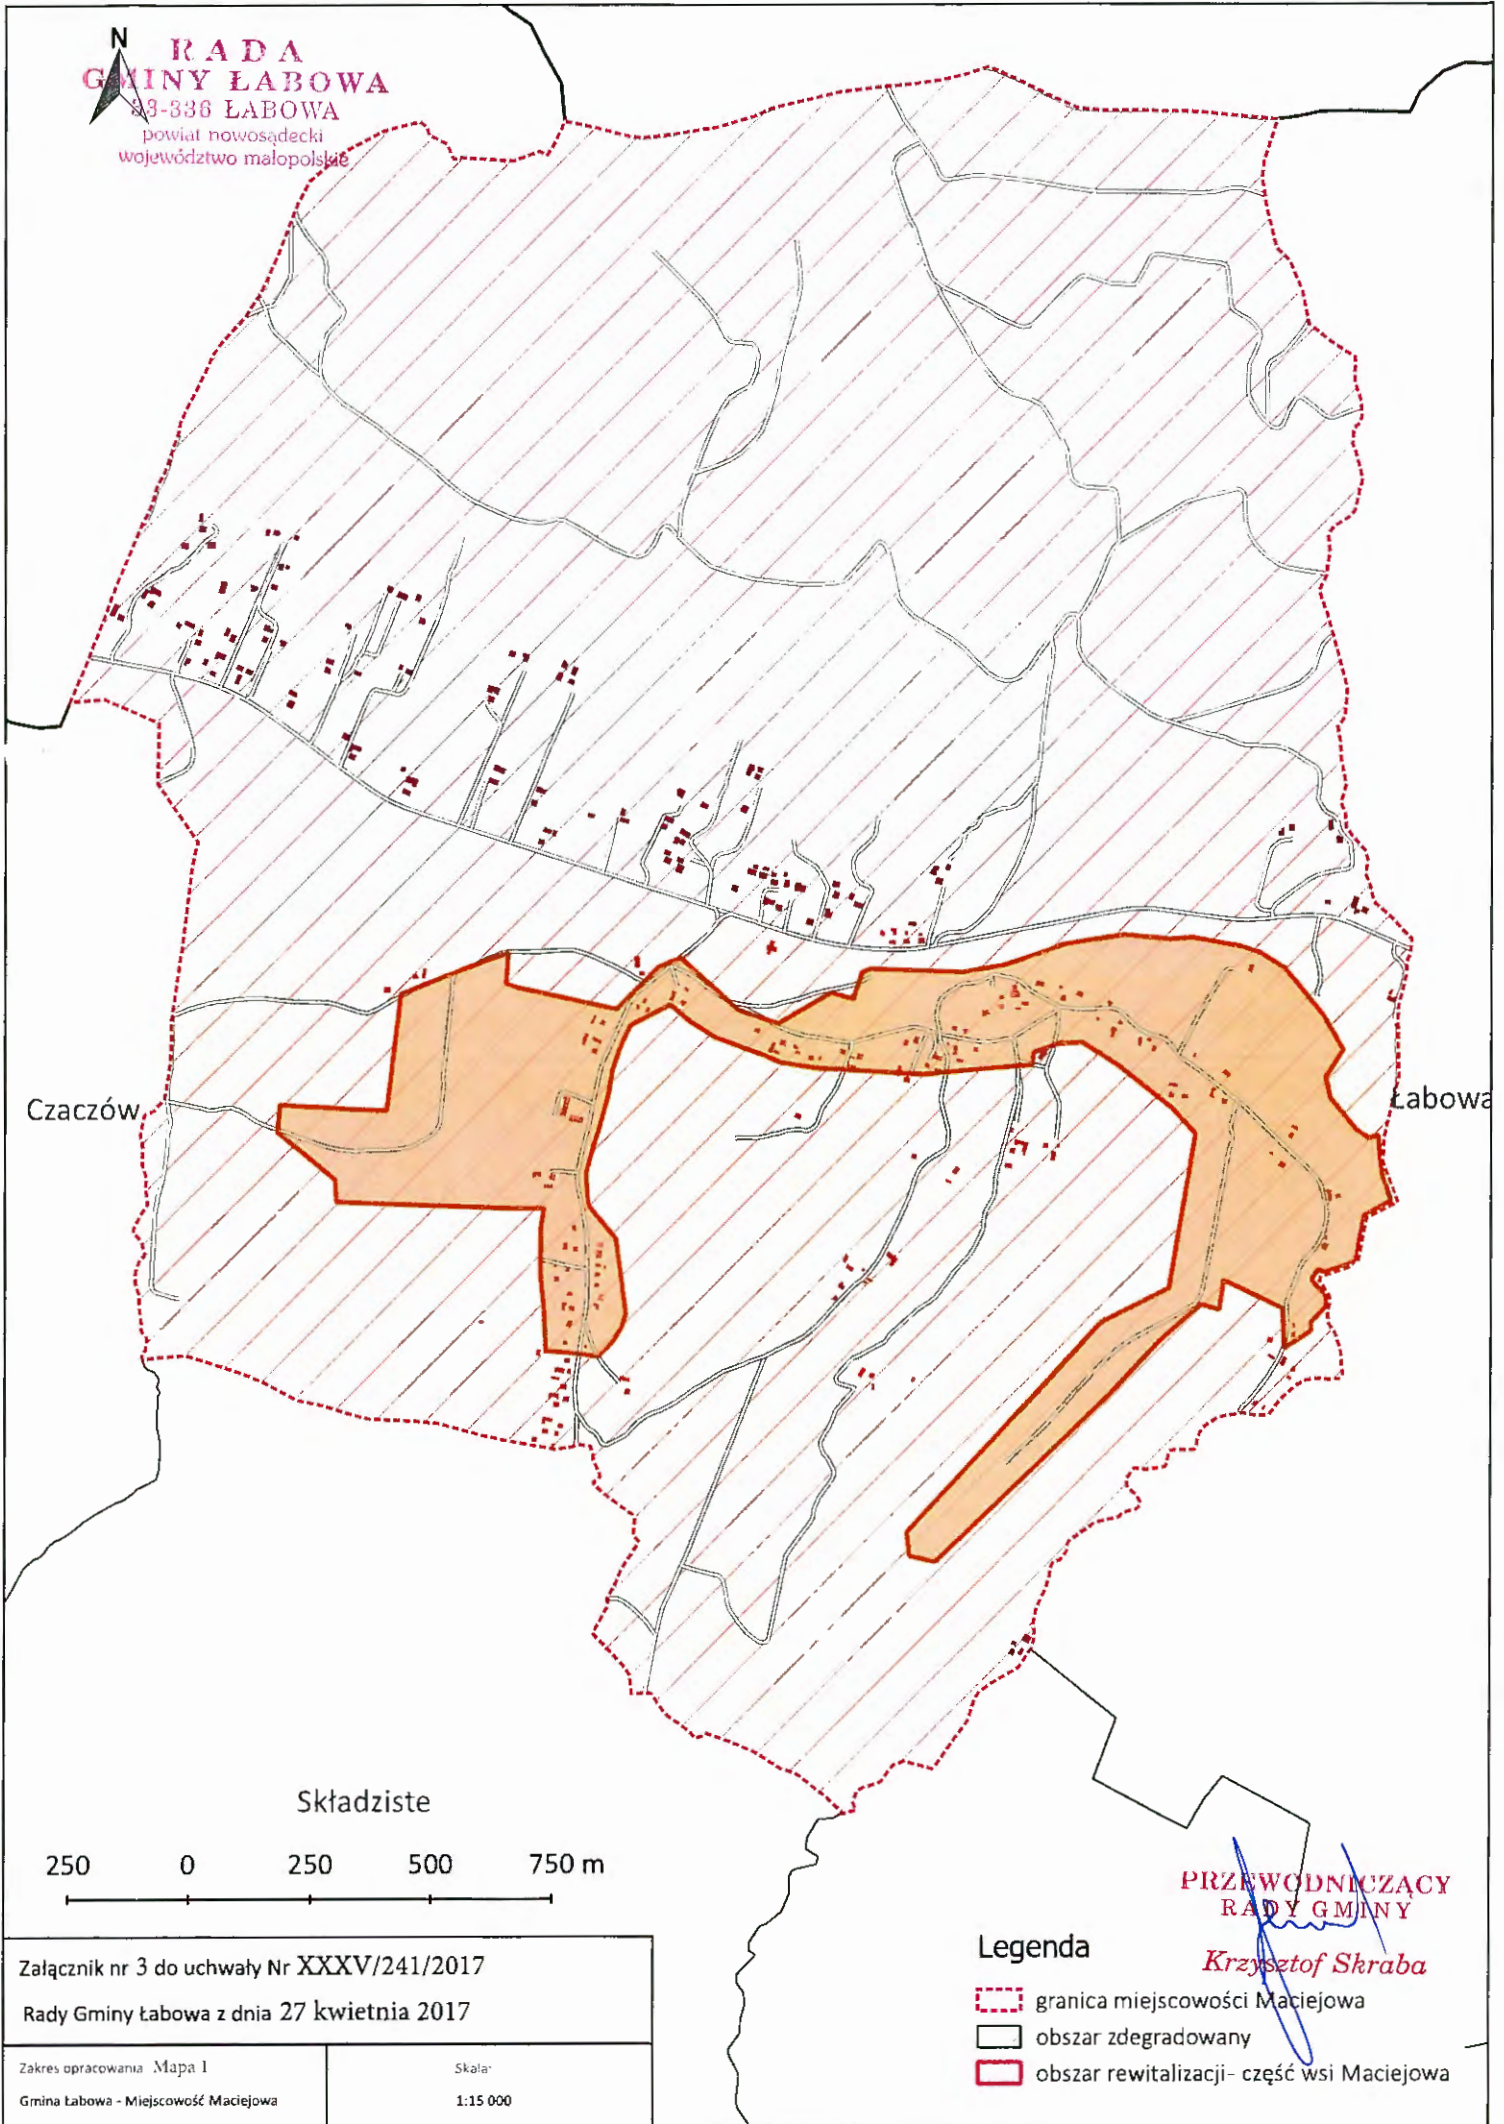 N
RADA
GMINY ŁABOWA
33-336 ŁABOWA
powiat nowosądecki
województwo małopolskie
Czaczów
Łabowa
Składziste
250 0 250 500 750 m
Załącznik nr 3 do uchwały Nr XXXV/241/2017
Rady Gminy Łabowa z dnia 27 kwietnia 2017
Zakres opracowania Mapa 1
Gmina Łabowa - Miejscowość Maciejowa
Skala:
1:15 000
PRZEWODNICZĄCY
RADY GMINY
Krzysztof Skraba
Legenda
granica miejscowości Maciejowa
obszar zdegradowany
obszar rewitalizacji- część wsi Maciejowa